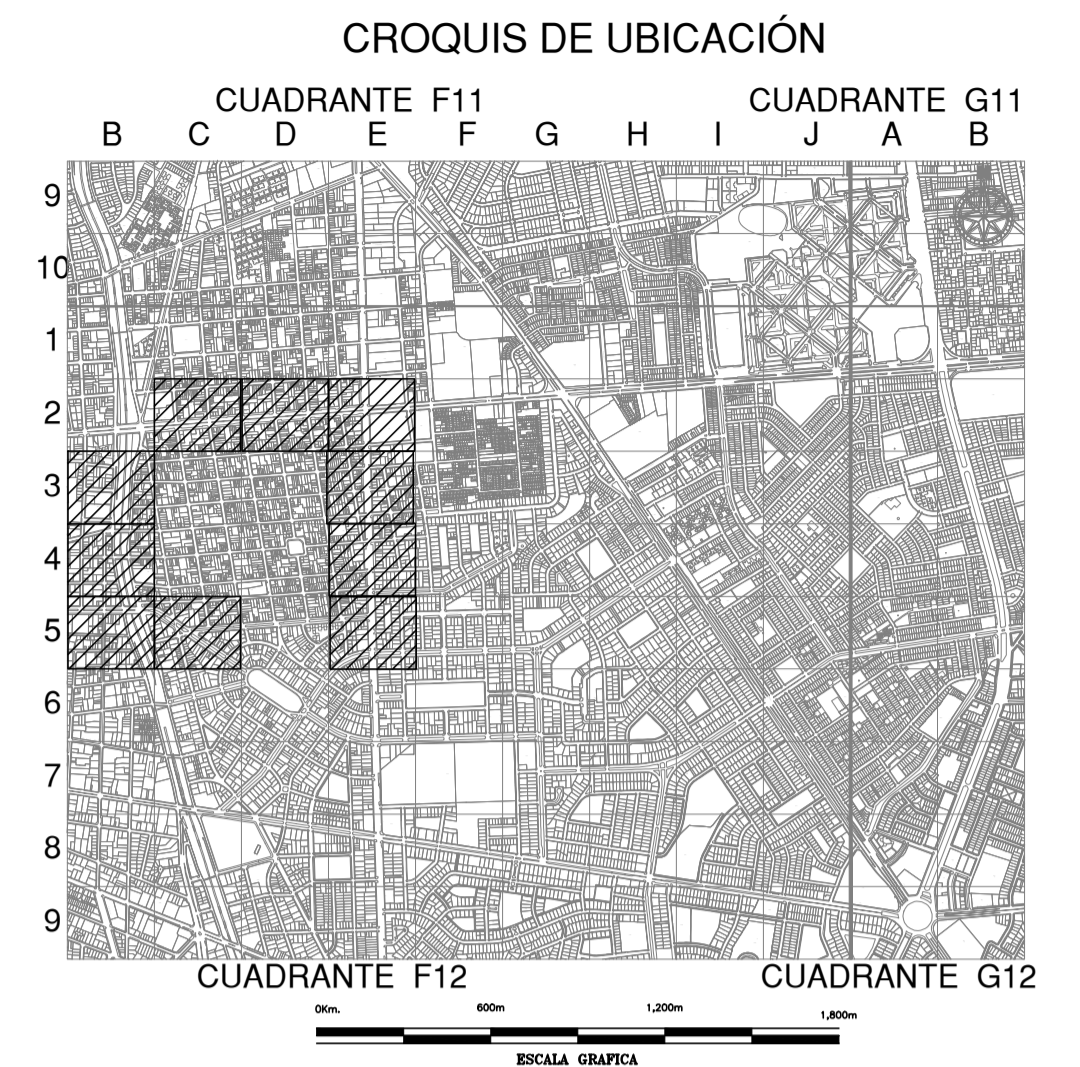 CROQUIS DE UBICACIÓN
CUADRANTE F11 CUADRANTE G11
B C D E F G H I J A B
9
10
1
2
3
4
5
6
7
8
9
CUADRANTE F12 CUADRANTE G12
0Km. 600m 1,200m 1,800m
ESCALA GRAFICA